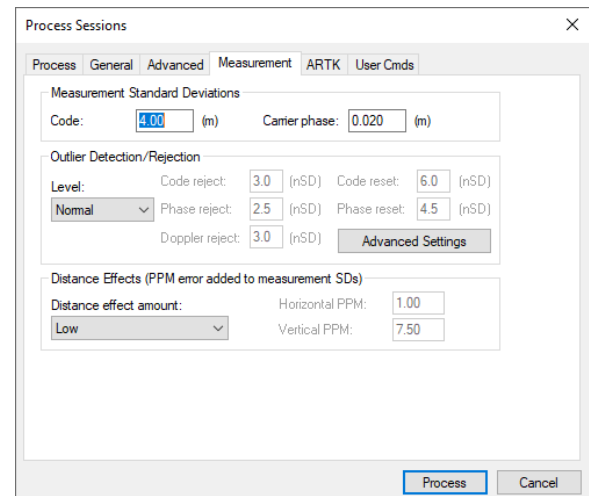 Process Sessions
Process General Advanced Measurement ARTK User Cmds
Measurement Standard Deviations
Code: 4.00 (m) Carrier phase: 0.020 (m)
Outlier Detection/Rejection
Level: Code reject: 3.0 (nSD) Code reset: 6.0 (nSD)
Normal Phase reject: 2.5 (nSD) Phase reset: 4.5 (nSD)
Doppler reject: 3.0 (nSD) Advanced Settings
Distance Effects (PPM error added to measurement SDs)
Distance effect amount: Horizontal PPM: 1.00
Low Vertical PPM: 7.50
Process Cancel